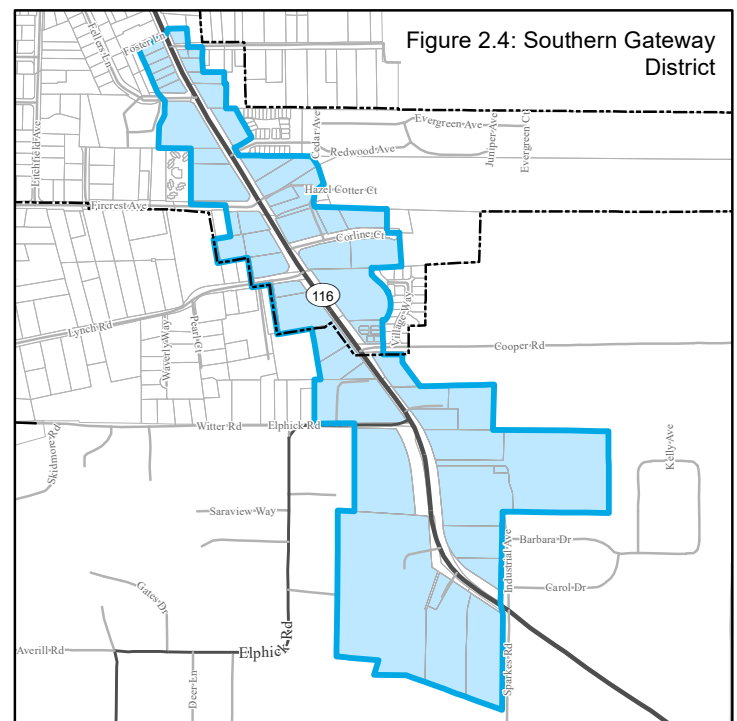 Figure 2.4: Southern Gateway
District
Foster Ln
Fellers Ln
Litchfield Ave
Cedar Ave
Evergreen Ave
Juniper Ave
Evergreen Ct
Redwood Ave
Hazel Cotter Ct
Fircrest Ave
Corline Ct
116
Lynch Rd
Pearl Ct
Waverly Way
Village Way
Cooper Rd
Witter Rd
Elphick Rd
Skidmore Rd
Kelly Ave
Saraview Way
Industrial Ave
Barbara Dr
Carol Dr
Gates Dr
Averill Rd
Elphick Rd
Deer Ln
Sparkes Rd